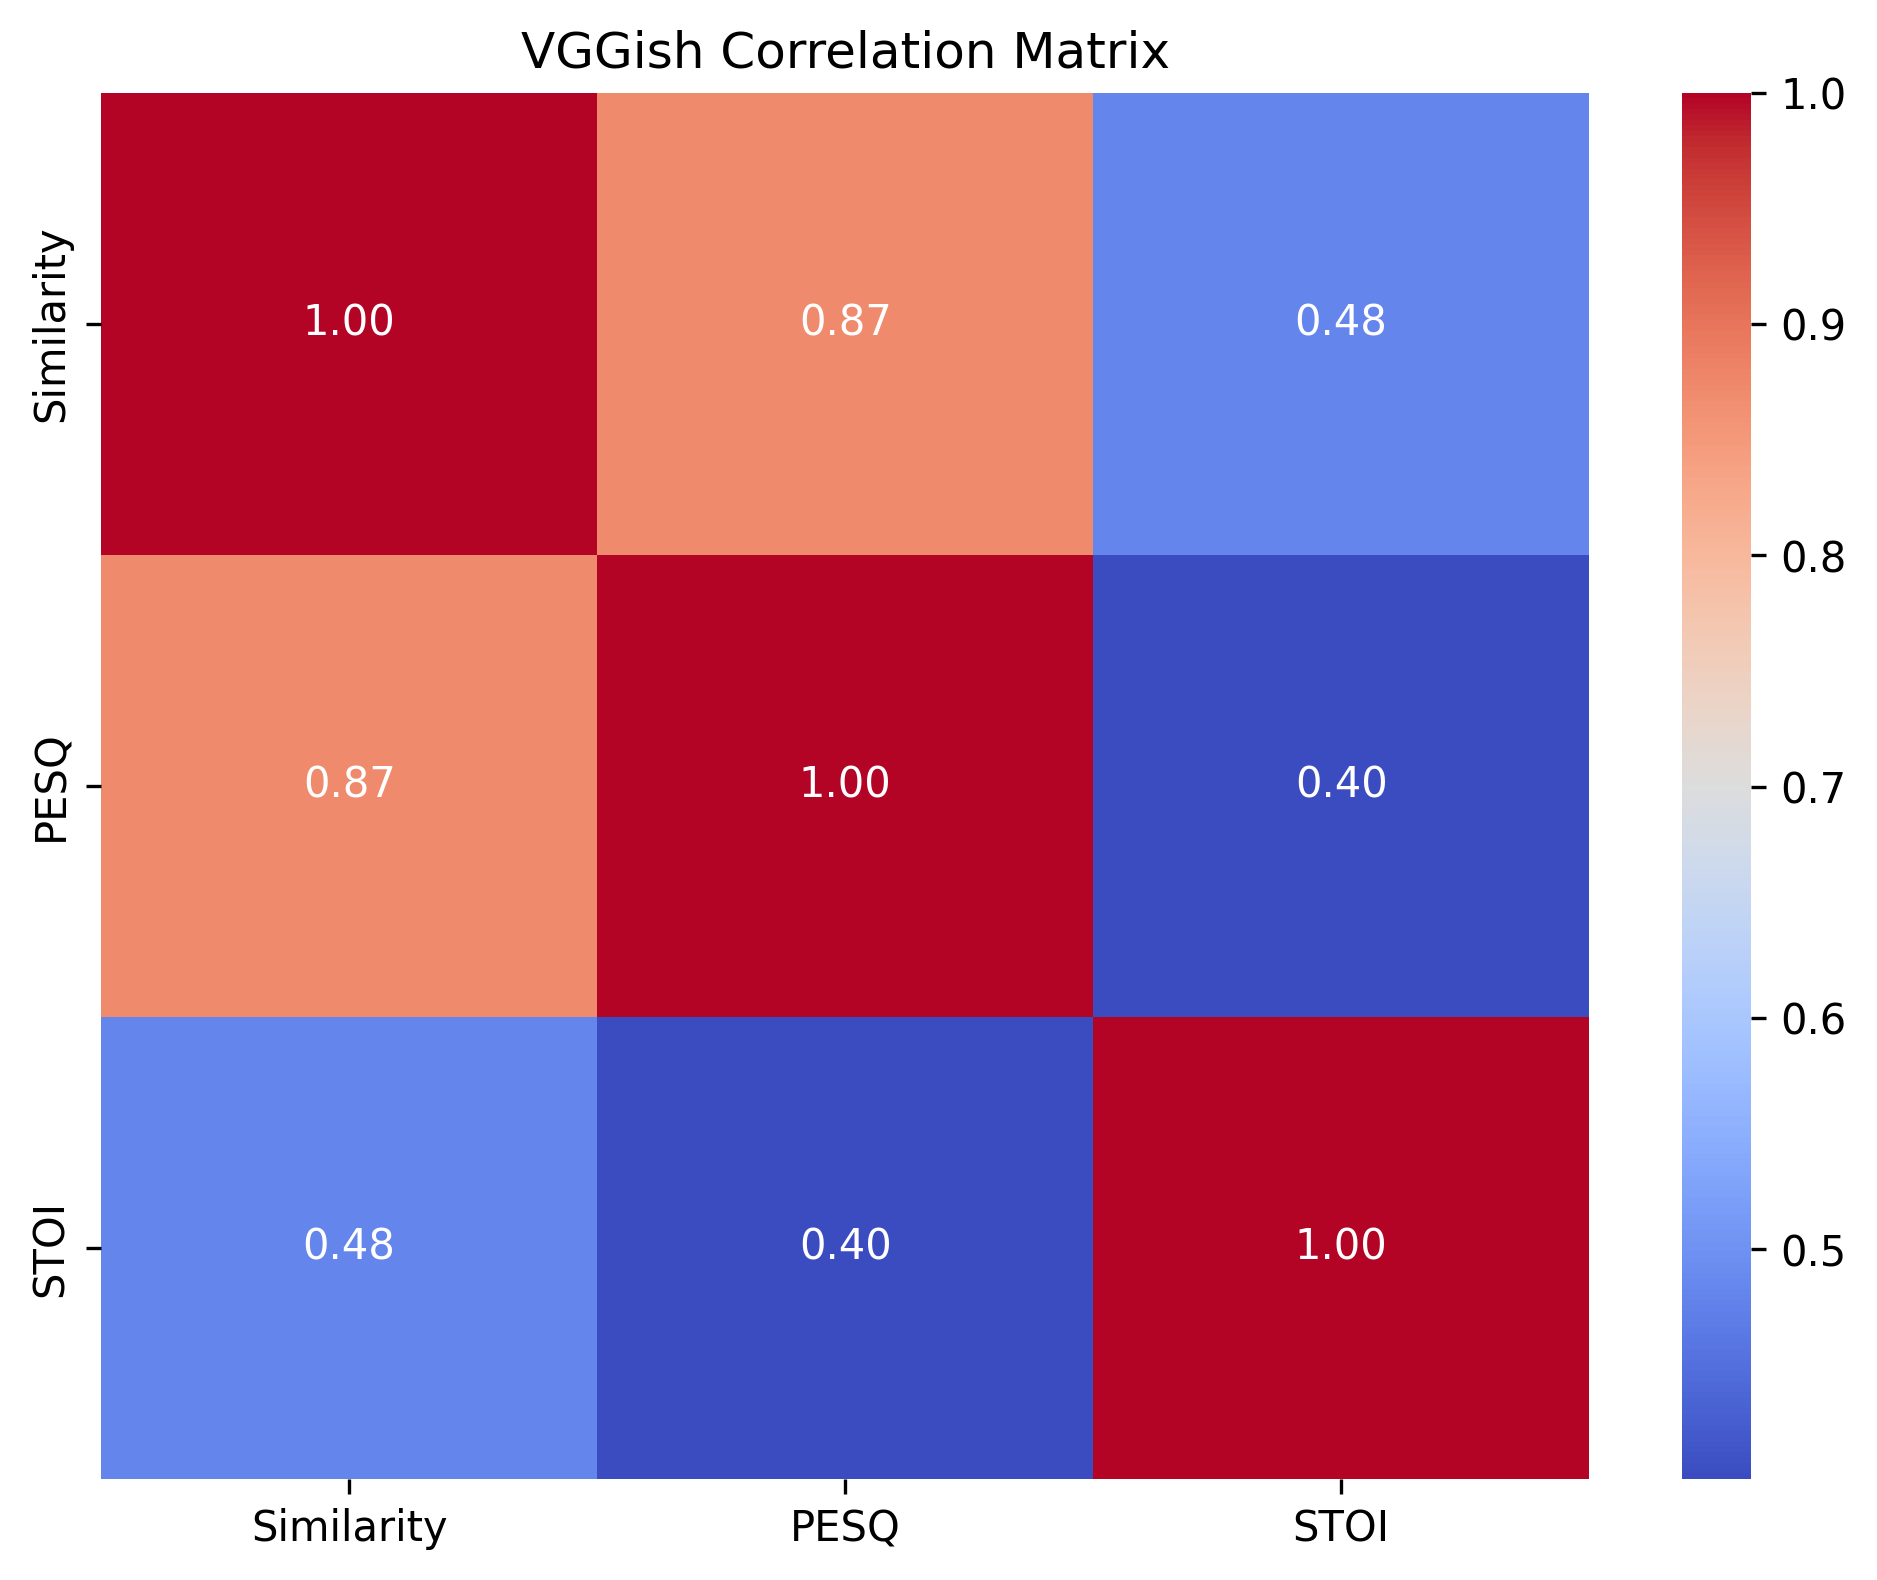 VGGish Correlation Matrix
Similarity
PESQ
STOI
1.00 0.87 0.48
0.87 1.00 0.40
0.48 0.40 1.00
Similarity PESQ STOI
1.0
0.9
0.8
0.7
0.6
0.5